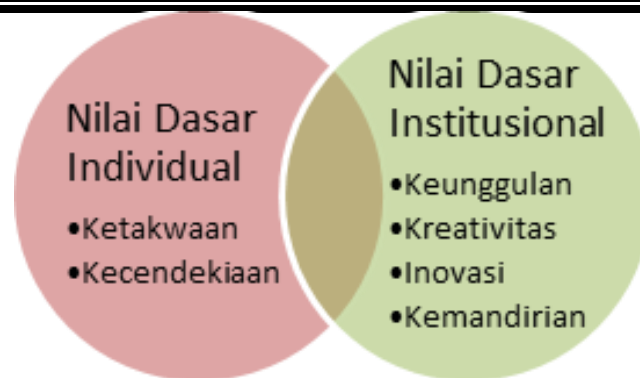 Nilai Dasar
Individual
•Ketakwaan
•Kecendekiaan
Nilai Dasar
Institusional
•Keunggulan
•Kreativitas
•Inovasi
•Kemandirian